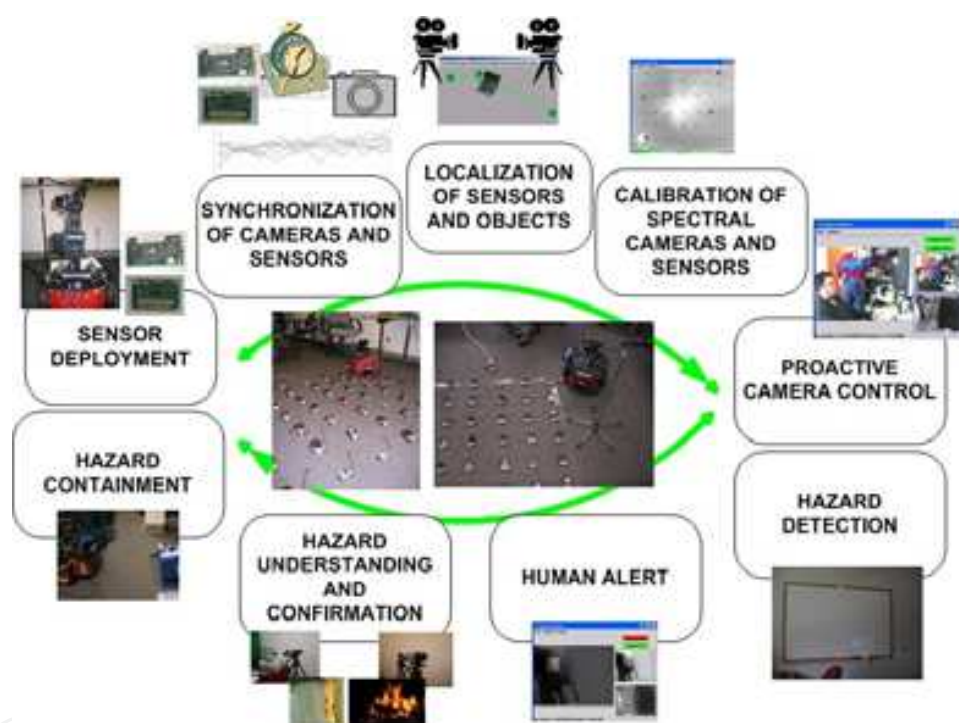 LOCALIZATION
OF SENSORS
AND OBJECTS
SYNCHRONIZATION
OF CAMERAS AND
SENSORS
CALIBRATION OF
SPECTRAL
CAMERAS AND
SENSORS
SENSOR
DEPLOYMENT
PROACTIVE
CAMERA CONTROL
HAZARD
CONTAINMENT
HAZARD
DETECTION
HAZARD
UNDERSTANDING
AND
CONFIRMATION
HUMAN ALERT